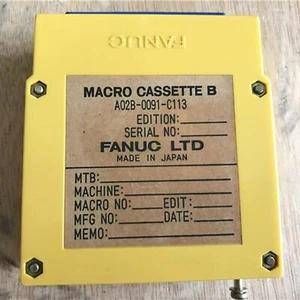 FANUC
MACRO CASSETTE B
A02B-0091-C113
EDITION:
SERIAL NO:
FANUC LTD
MADE IN JAPAN
MTB:
MACHINE:
MACRO NO: EDIT:
MFG NO: DATE:
MEMO: